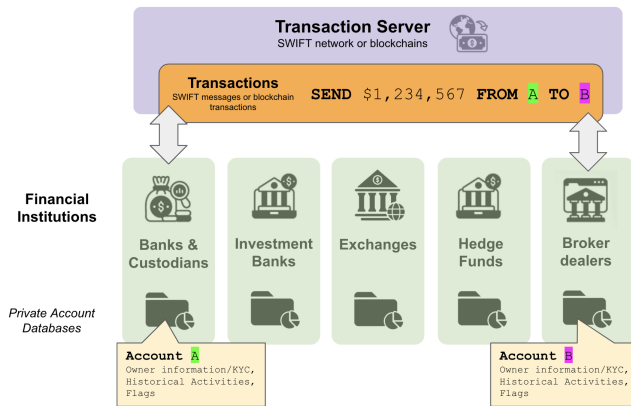 Transaction Server
SWIFT network or blockchains
Transactions
SWIFT messages or blockchain
transactions
SEND $1,234,567 FROM A TO B
Financial
Institutions
Banks &
Custodians
Investment
Banks
Exchanges
Hedge
Funds
Broker
dealers
Private Account
Databases
Account A
Owner information/KYC,
Historical Activities,
Flags
Account B
Owner information/KYC,
Historical Activities,
Flags